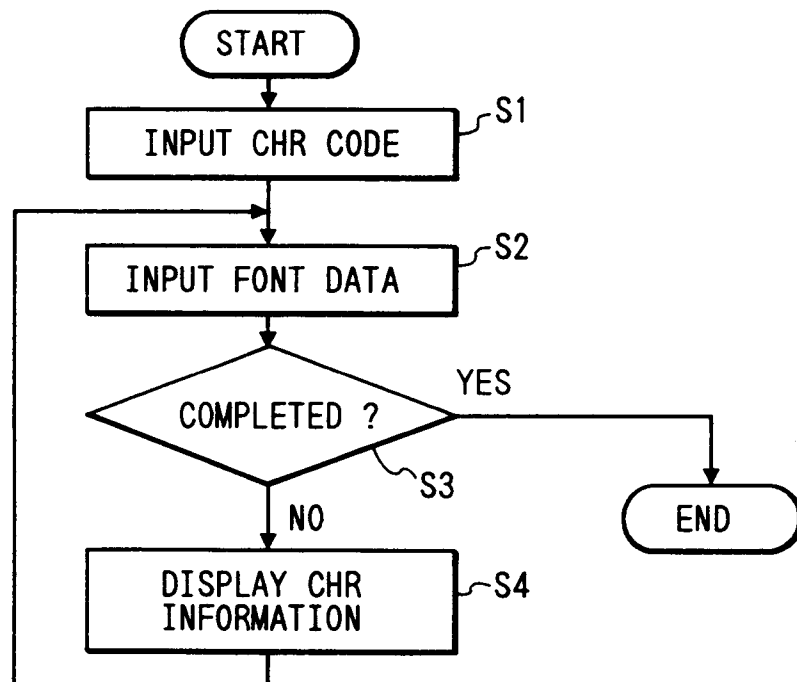 START
INPUT CHR CODE
S1
INPUT FONT DATA
S2
COMPLETED ?
YES
S3
NO
END
DISPLAY CHR
INFORMATION
S4